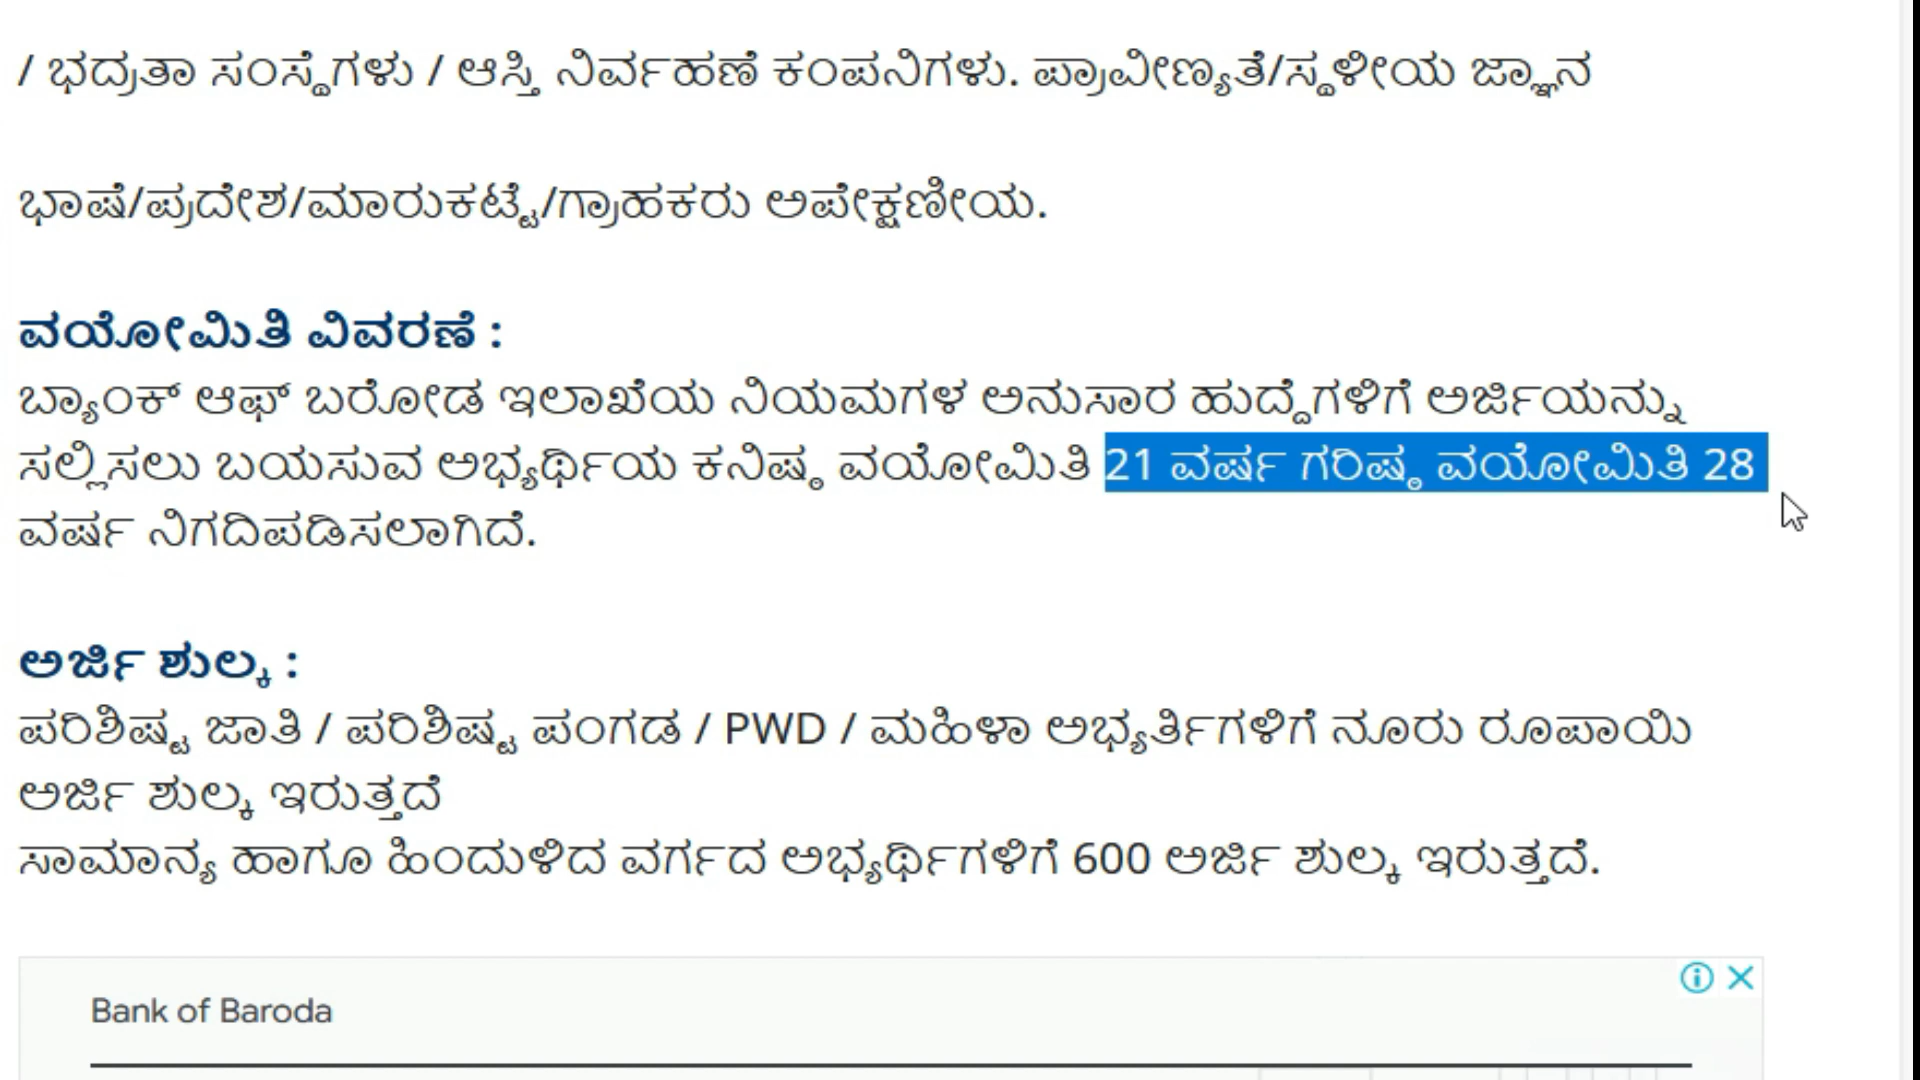 / ಭದ್ರತಾ ಸಂಸ್ಥೆಗಳು / ಆಸ್ತಿ ನಿರ್ವಹಣೆ ಕಂಪನಿಗಳು. ಪ್ರಾವೀಣ್ಯತೆ/ಸ್ಥಳೀಯ ಜ್ಞಾನ
ಭಾಷೆ/ಪ್ರದೇಶ/ಮಾರುಕಟ್ಟೆ/ಗ್ರಾಹಕರು ಅಪೇಕ್ಷಣೀಯ.
ವಯೋಮಿತಿ ವಿವರಣೆ :
ಬ್ಯಾಂಕ್ ಆಫ್ ಬರೋಡ ಇಲಾಖೆಯ ನಿಯಮಗಳ ಅನುಸಾರ ಹುದ್ದೆಗಳಿಗೆ ಅರ್ಜಿಯನ್ನು
ಸಲ್ಲಿಸಲು ಬಯಸುವ ಅಭ್ಯರ್ಥಿಯ ಕನಿಷ್ಠ ವಯೋಮಿತಿ 21 ವರ್ಷ ಗರಿಷ್ಠ ವಯೋಮಿತಿ 28
ವರ್ಷ ನಿಗದಿಪಡಿಸಲಾಗಿದೆ.
ಅರ್ಜಿ ಶುಲ್ಕ :
ಪರಿಶಿಷ್ಟ ಜಾತಿ / ಪರಿಶಿಷ್ಟ ಪಂಗಡ / PWD / ಮಹಿಳಾ ಅಭ್ಯರ್ತಿಗಳಿಗೆ ನೂರು ರೂಪಾಯಿ
ಅರ್ಜಿ ಶುಲ್ಕ ಇರುತ್ತದೆ
ಸಾಮಾನ್ಯ ಹಾಗೂ ಹಿಂದುಳಿದ ವರ್ಗದ ಅಭ್ಯರ್ಥಿಗಳಿಗೆ 600 ಅರ್ಜಿ ಶುಲ್ಕ ಇರುತ್ತದೆ.
Bank of Baroda